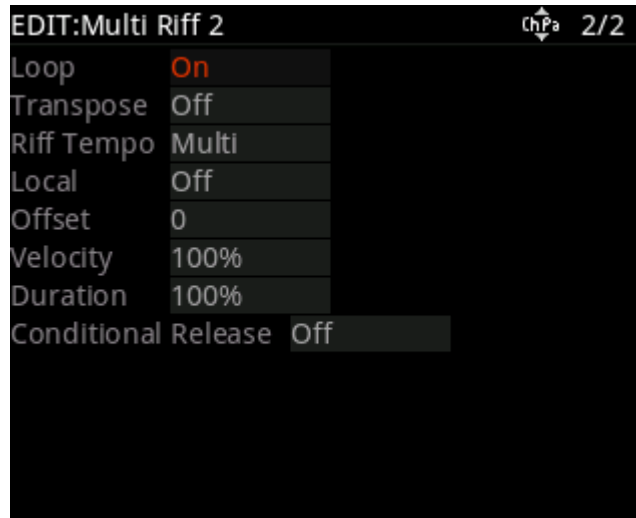 EDIT:Multi Riff 2 ChPa 2/2
Loop On
Transpose Off
Riff Tempo Multi
Local Off
Offset 0
Velocity 100%
Duration 100%
Conditional Release Off